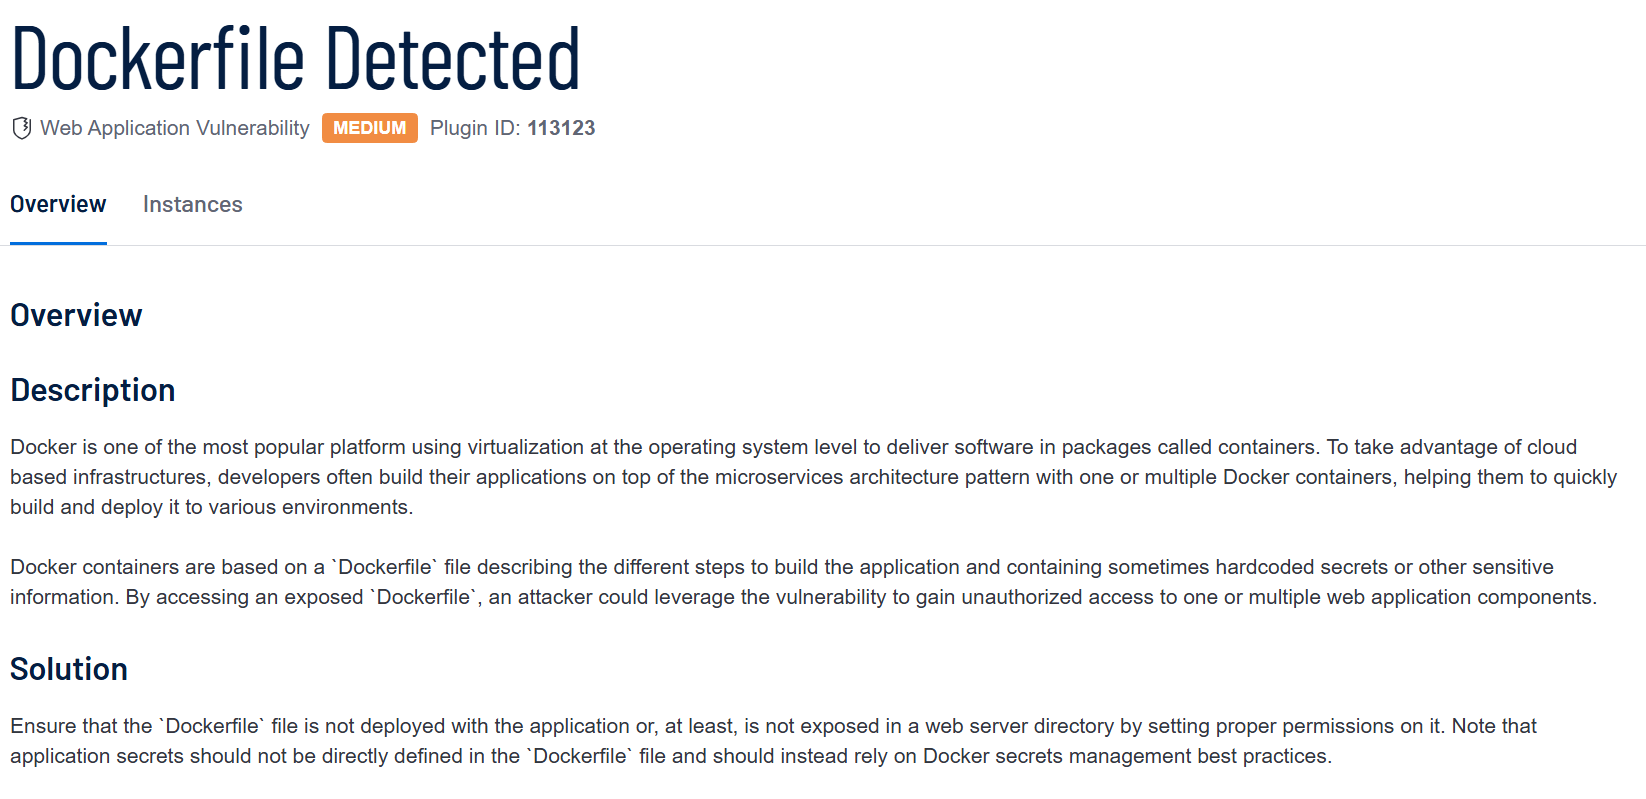 Dockerfile Detected
Web Application Vulnerability MEDIUM Plugin ID: 113123
Overview Instances
Overview
Description
Docker is one of the most popular platform using virtualization at the operating system level to deliver software in packages called containers. To take advantage of cloud
based infrastructures, developers often build their applications on top of the microservices architecture pattern with one or multiple Docker containers, helping them to quickly
build and deploy it to various environments.
Docker containers are based on a `Dockerfile` file describing the different steps to build the application and containing sometimes hardcoded secrets or other sensitive
information. By accessing an exposed `Dockerfile`, an attacker could leverage the vulnerability to gain unauthorized access to one or multiple web application components.
Solution
Ensure that the `Dockerfile` file is not deployed with the application or, at least, is not exposed in a web server directory by setting proper permissions on it. Note that
application secrets should not be directly defined in the `Dockerfile` file and should instead rely on Docker secrets management best practices.